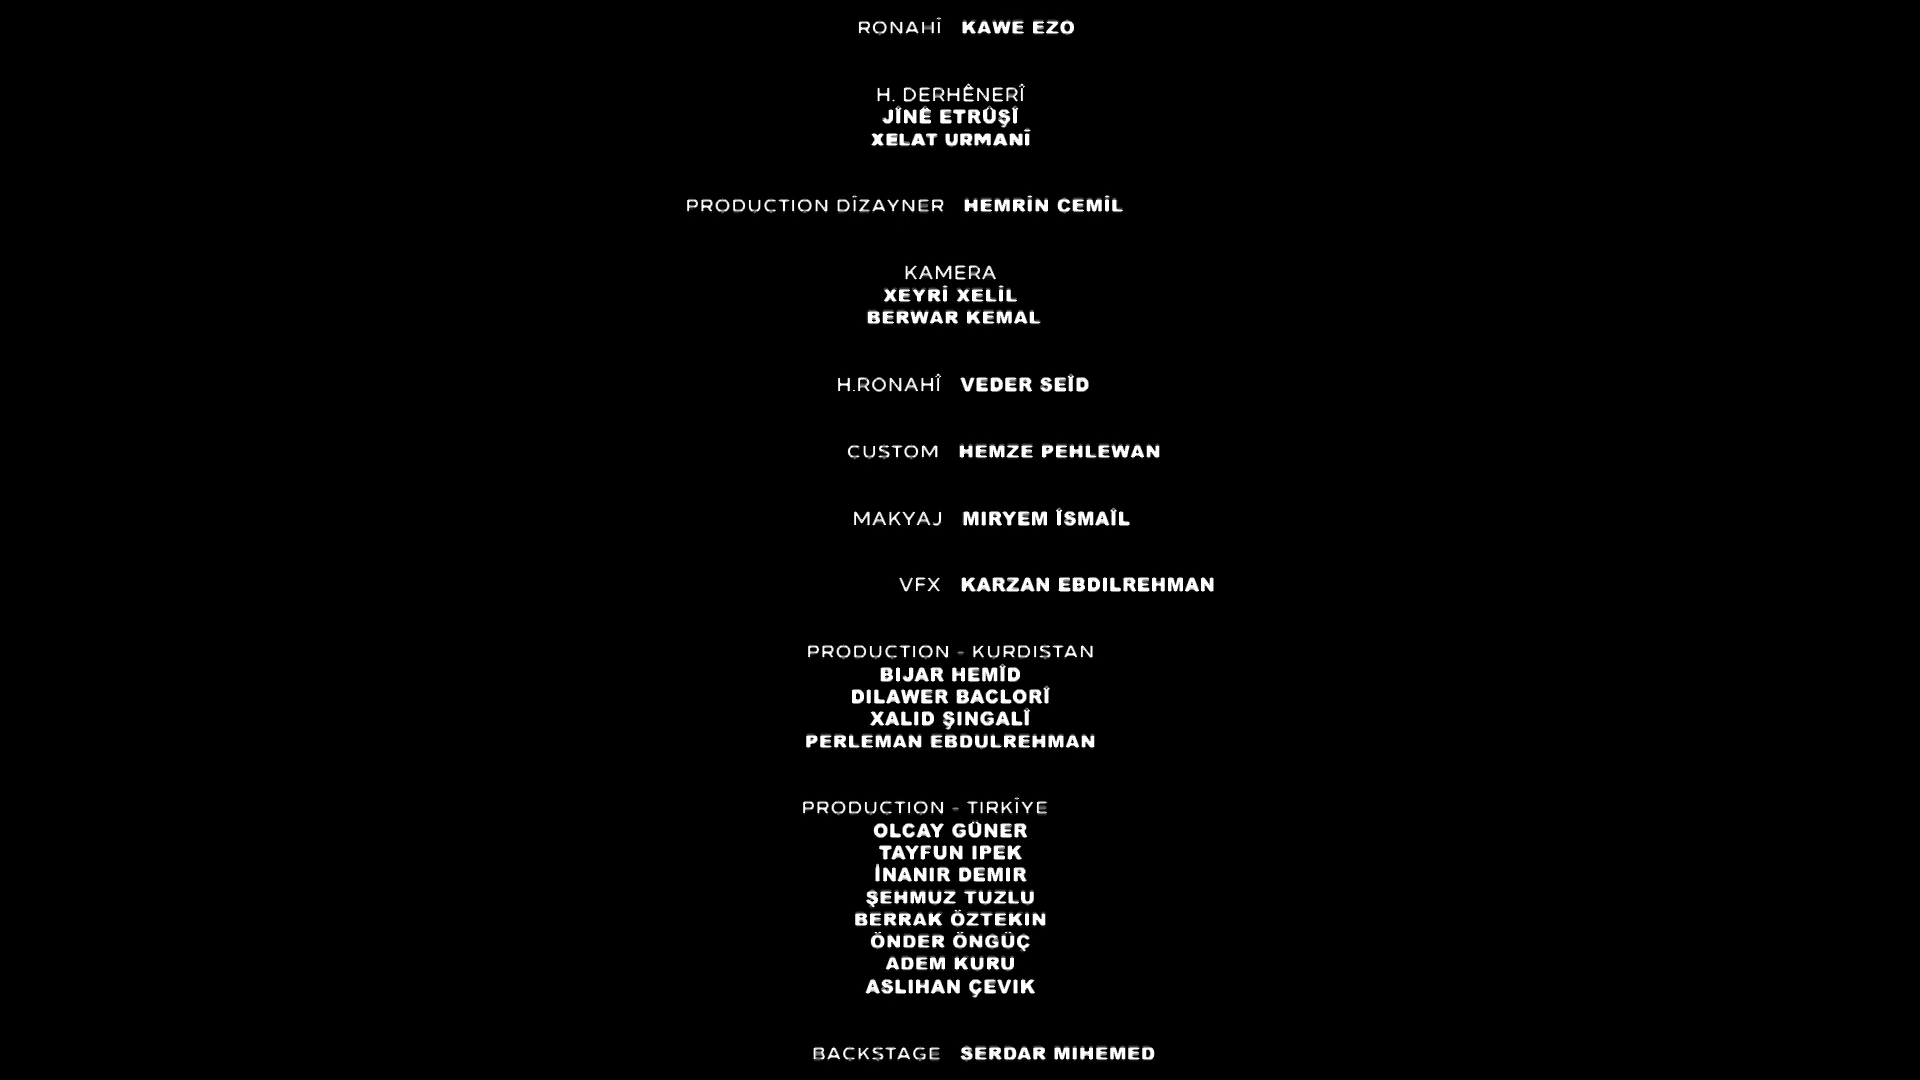 RONAHÎ KAWE EZO
H. DERHÊNERÎ
JÎNÊ ETRÛŞÎ
XELAT URMANÎ
PRODUCTION DÎZAYNER HEMRÎN CEMÎL
KAMERA
XEYRÎ XELÎL
BERWAR KEMAL
H.RONAHÎ VEDER SEÎD
CUSTOM HEMZE PEHLEWAN
MAKYAJ MIRYEM ÎSMAÎL
VFX KARZAN EBDILREHMAN
PRODUCTION - KURDISTAN
BIJAR HEMÎD
DILAWER BACLORÎ
XALID ŞINGALÎ
PERLEMAN EBDULREHMAN
PRODUCTION - TIRKÎYE
OLCAY GÜNER
TAYFUN IPEK
İNANIR DEMIR
ŞEHMUZ TUZLU
BERRAK ÖZTEKIN
ÖNDER ÖNGÜÇ
ADEM KURU
ASLIHAN ÇEVIK
BACKSTAGE SERDAR MIHEMED